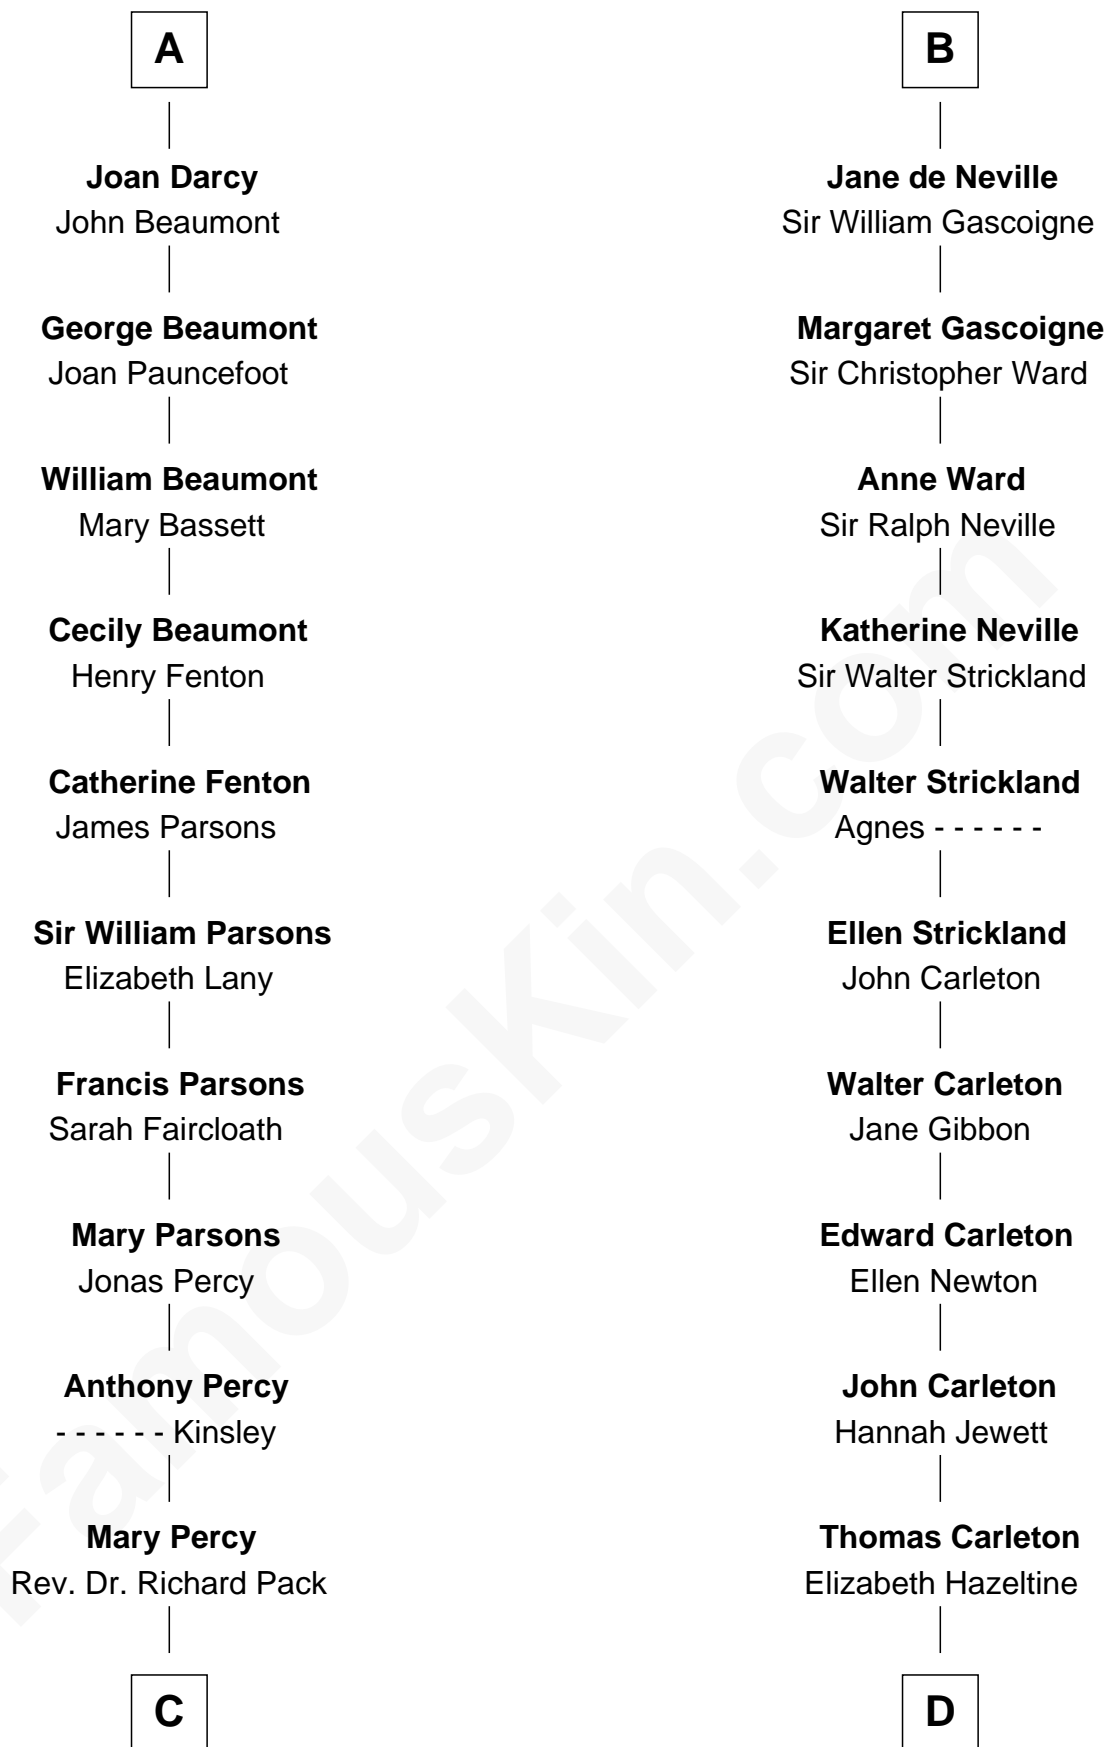 A
Joan Darcy
John Beaumont
George Beaumont
Joan Pauncefoot
William Beaumont
Mary Bassett
Cecily Beaumont
Henry Fenton
Catherine Fenton
James Parsons
Sir William Parsons
Elizabeth Lany
Francis Parsons
Sarah Faircloath
Mary Parsons
Jonas Percy
Anthony Percy
- - - - - - Kinsley
Mary Percy
Rev. Dr. Richard Pack
C
B
Jane de Neville
Sir William Gascoigne
Margaret Gascoigne
Sir Christopher Ward
Anne Ward
Sir Ralph Neville
Katherine Neville
Sir Walter Strickland
Walter Strickland
Agnes - - - - - -
Ellen Strickland
John Carleton
Walter Carleton
Jane Gibbon
Edward Carleton
Ellen Newton
John Carleton
Hannah Jewett
Thomas Carleton
Elizabeth Hazeltine
D
FamousKin.com